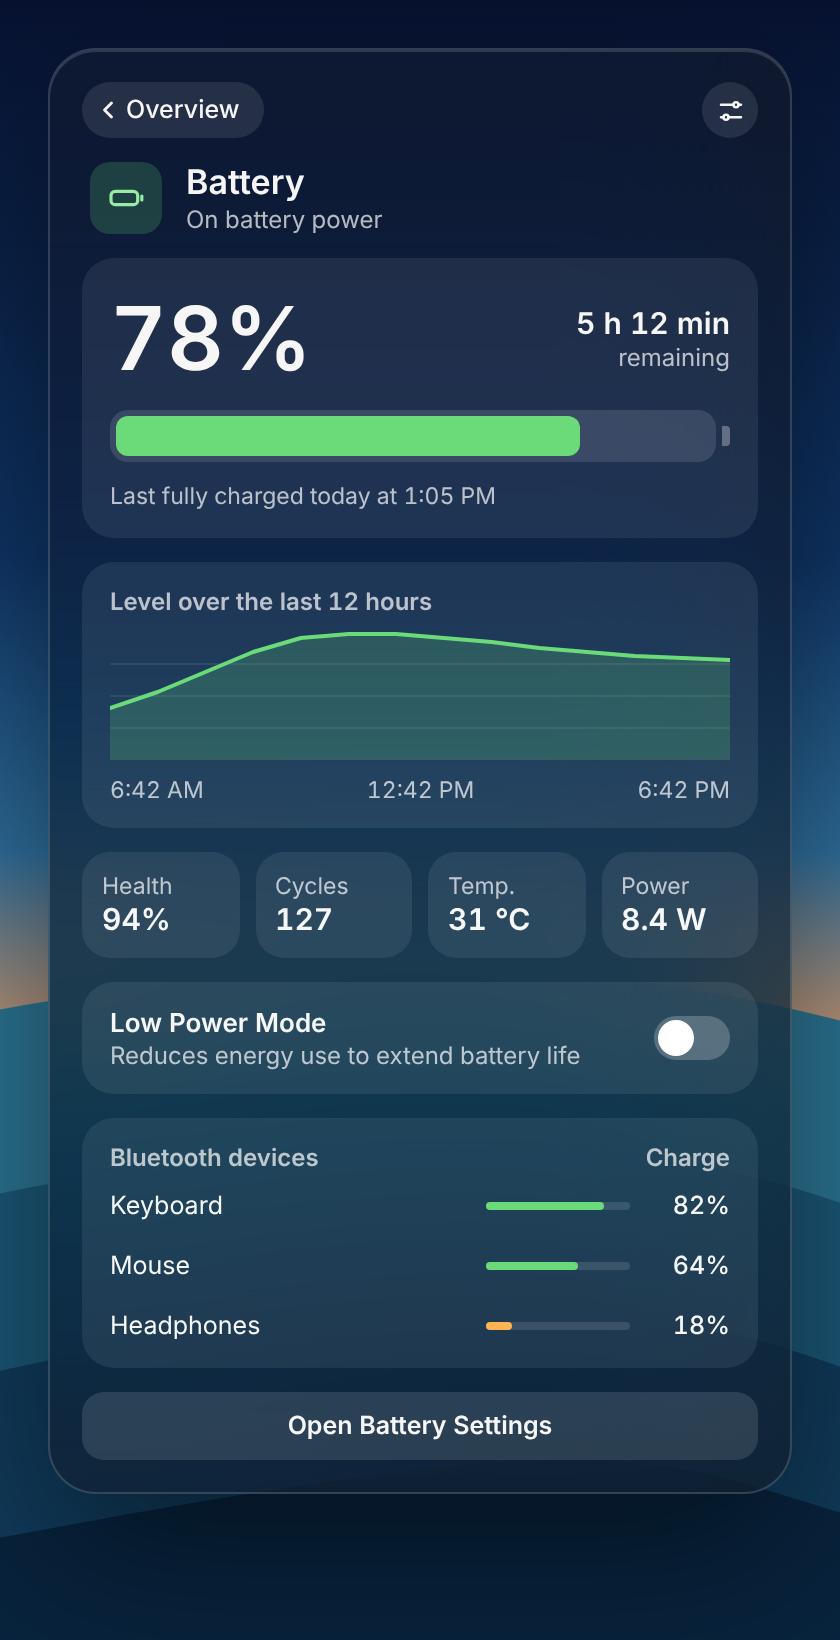 Overview
Battery
On battery power
78%
5 h 12 min
remaining
Last fully charged today at 1:05 PM
Level over the last 12 hours
6:42 AM 12:42 PM 6:42 PM
Health Cycles Temp. Power
94% 127 31 °C 8.4 W
Low Power Mode
Reduces energy use to extend battery life
Bluetooth devices Charge
Keyboard 82%
Mouse 64%
Headphones 18%
Open Battery Settings